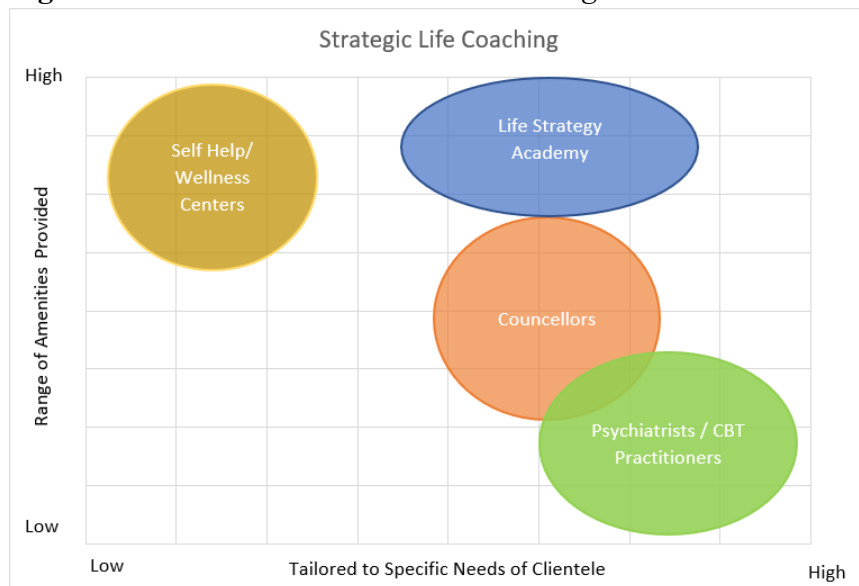 Strategic Life Coaching
High
Self Help/
Wellness
Centers
Life Strategy
Academy
Councellors
Psychiatrists / CBT
Practitioners
Range of Amenities Provided
Low
Low
Tailored to Specific Needs of Clientele
High